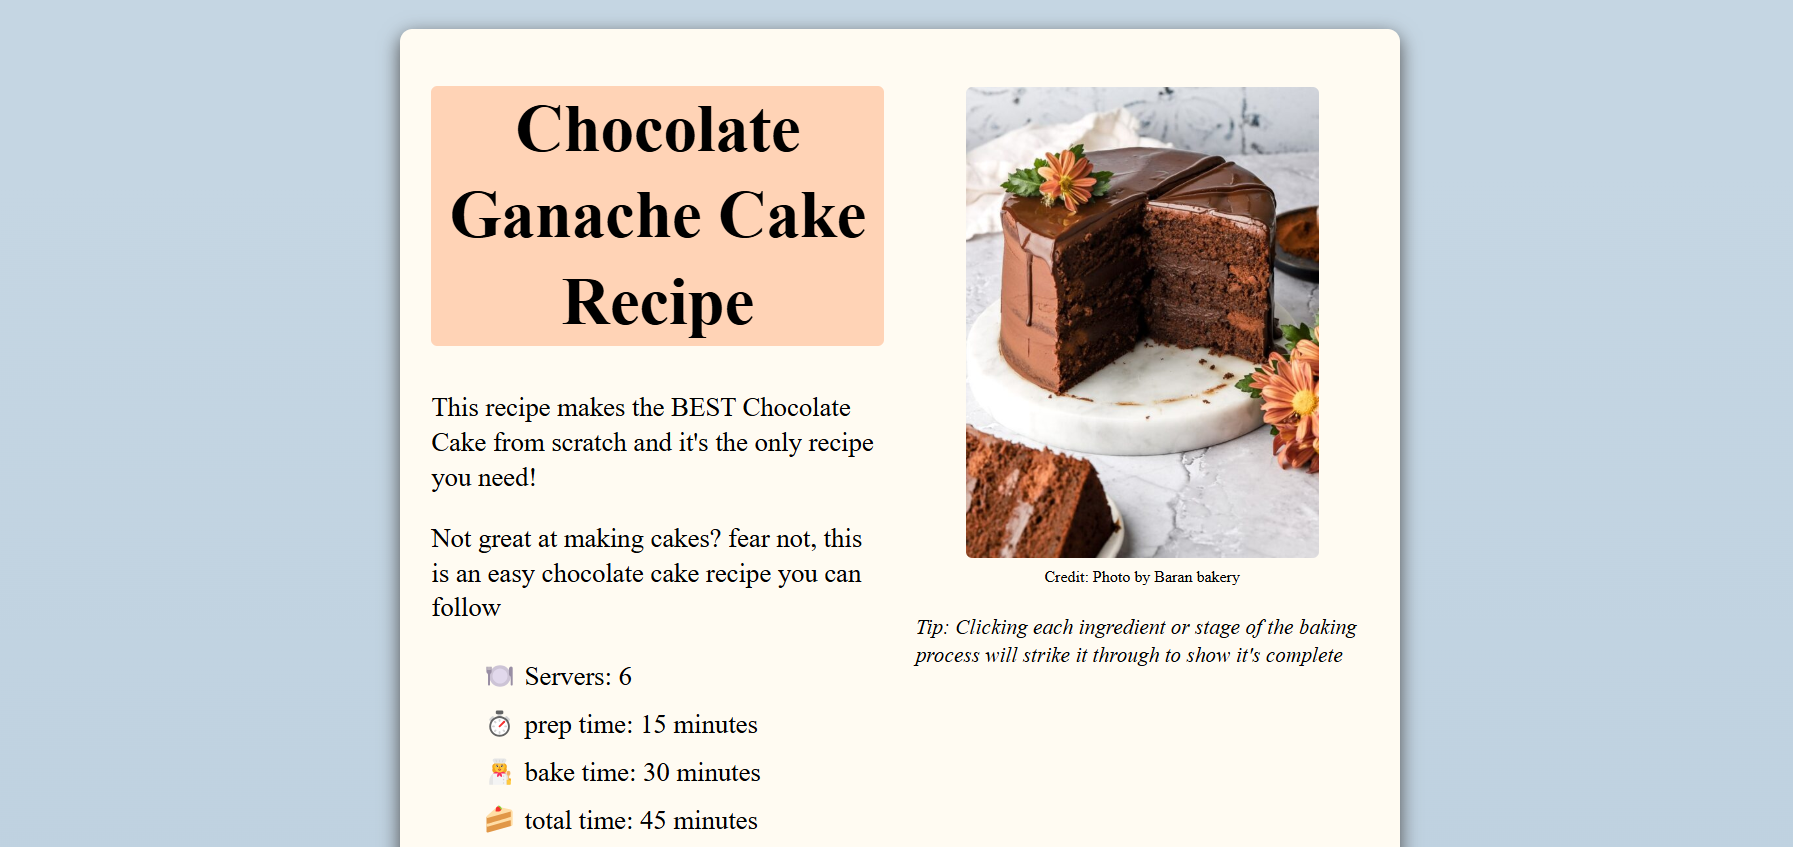 Chocolate
Ganache Cake
Recipe
This recipe makes the BEST Chocolate
Cake from scratch and it's the only recipe
you need!
Not great at making cakes? fear not, this
is an easy chocolate cake recipe you can
follow
Servers: 6
prep time: 15 minutes
bake time: 30 minutes
total time: 45 minutes
Credit: Photo by Baran bakery
Tip: Clicking each ingredient or stage of the baking
process will strike it through to show it's complete